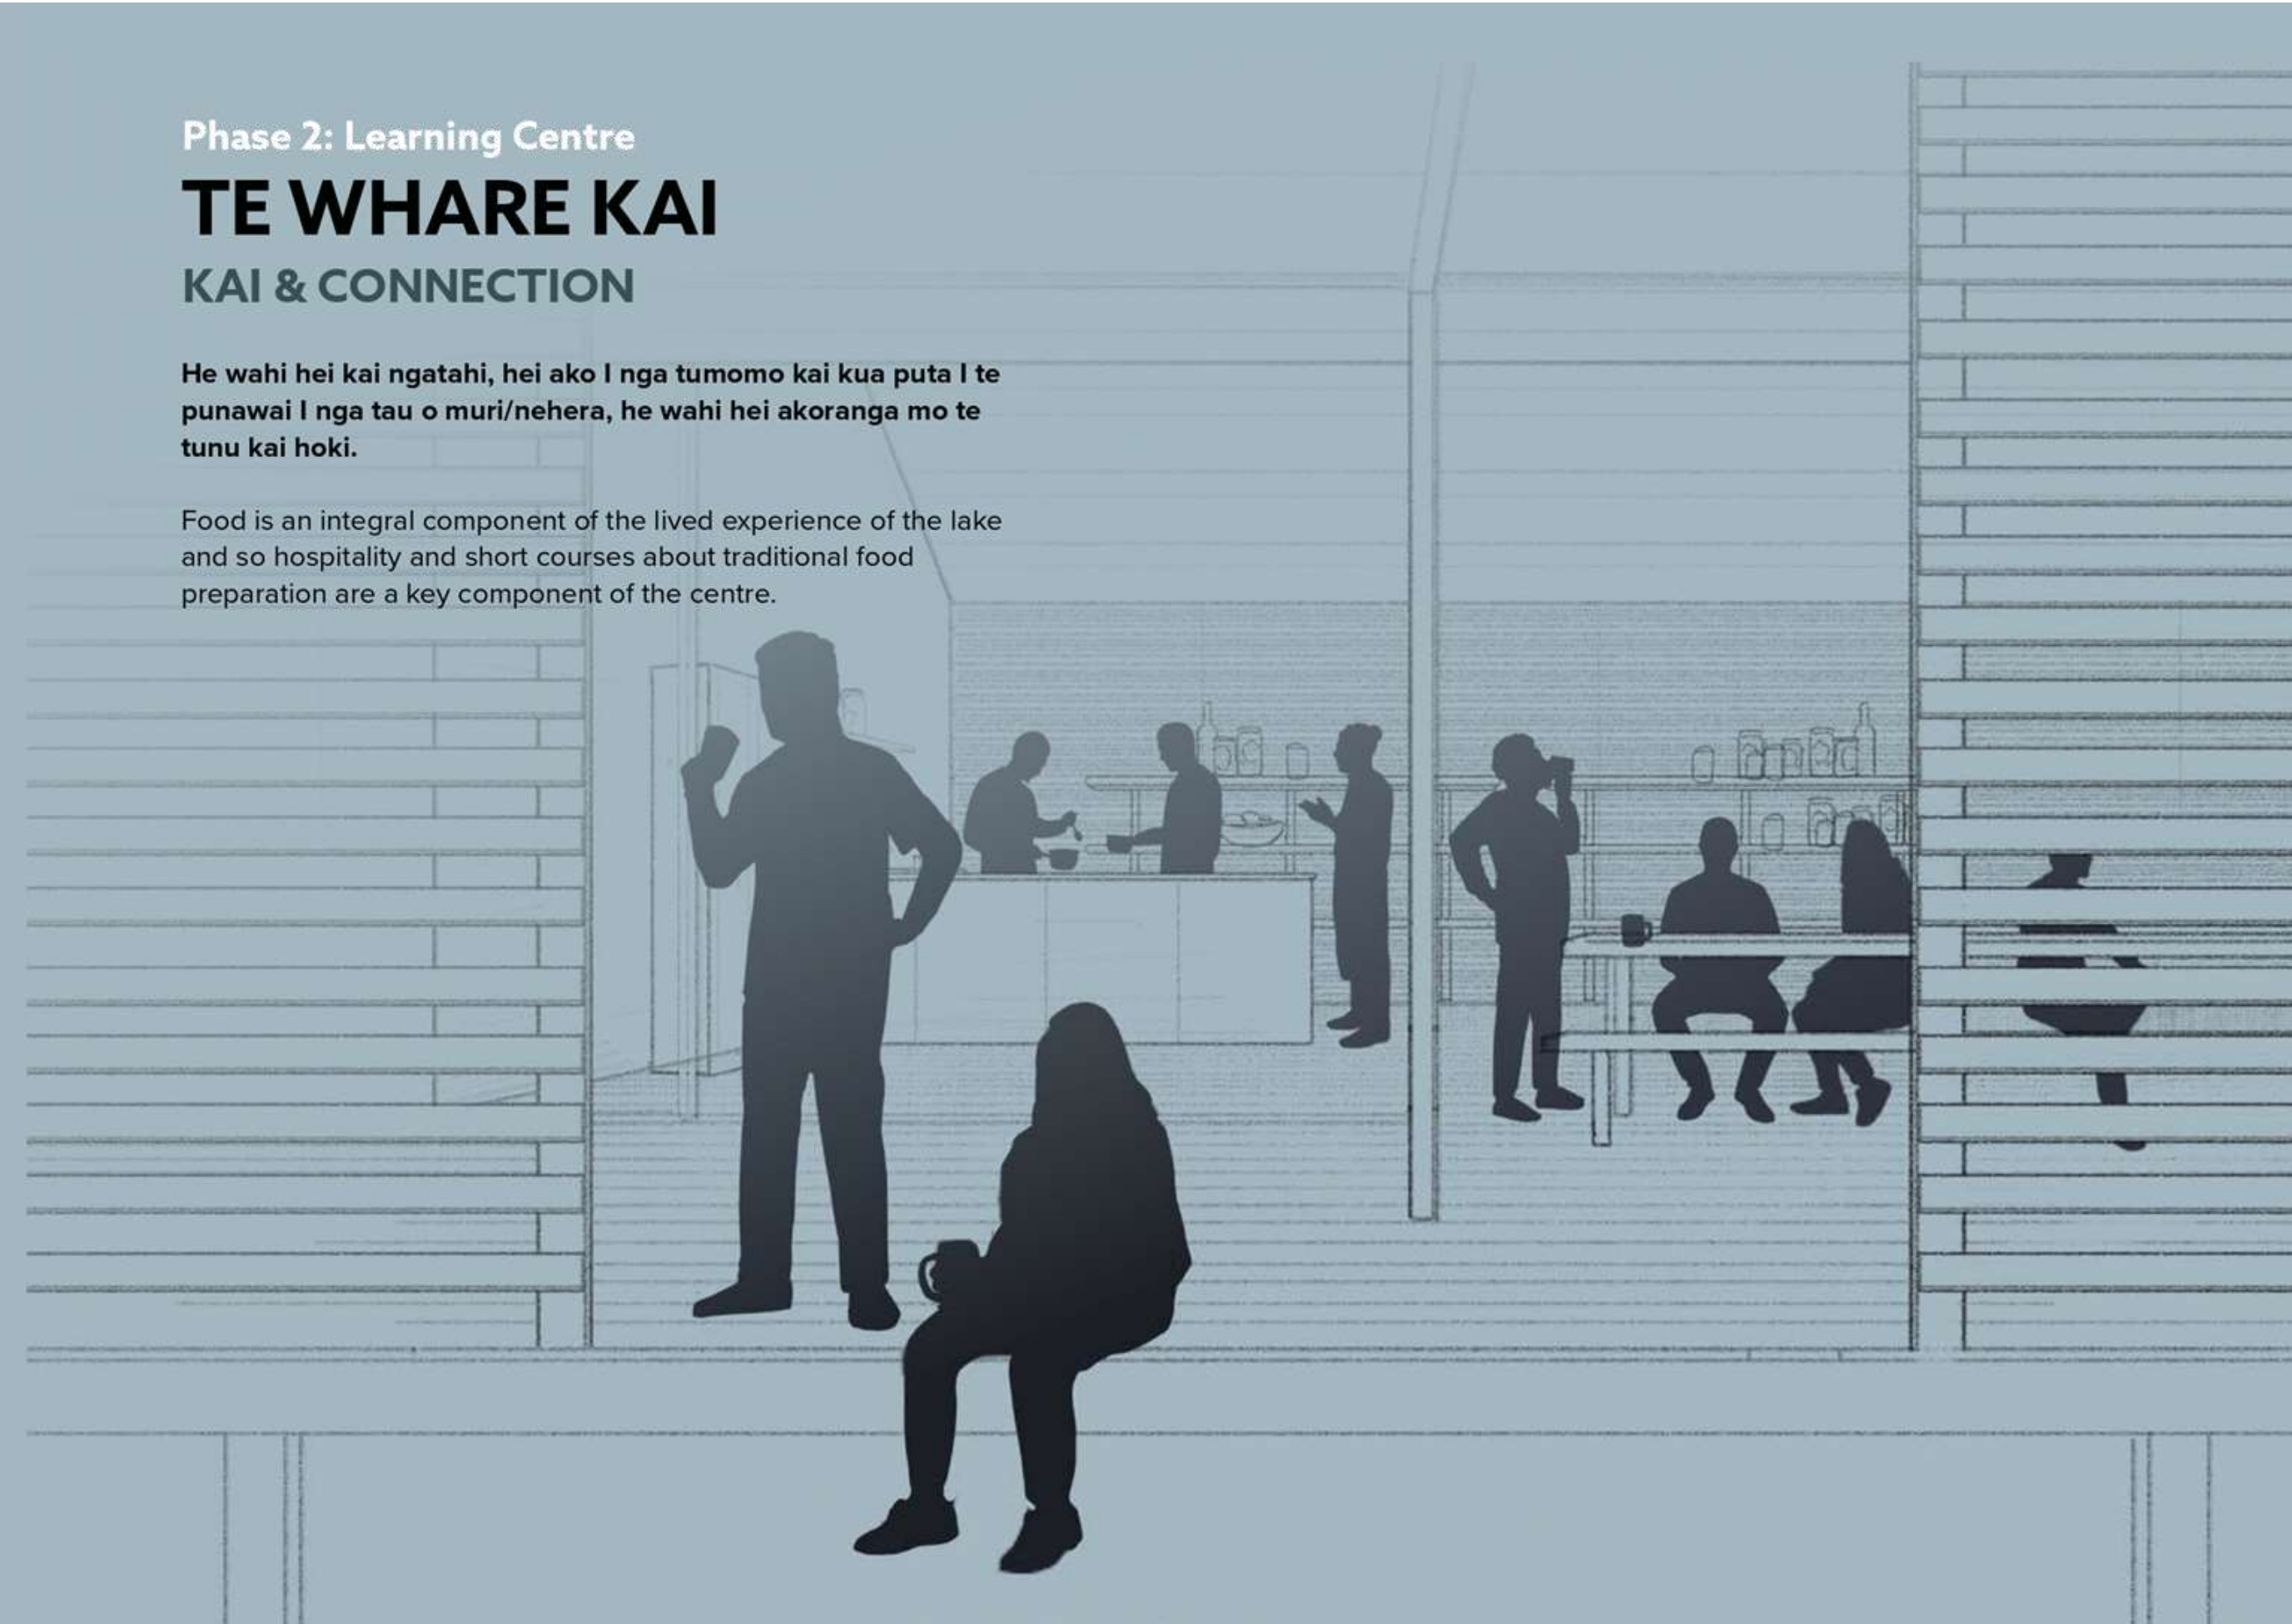 Phase 2: Learning Centre
TE WHARE KAI
KAI & CONNECTION
He wahi hei kai ngatahi, hei ako I nga tumomo kai kua puta I te
punawai I nga tau o muri/nehera, he wahi hei akoranga mo te
tunu kai hoki.
Food is an integral component of the lived experience of the lake
and so hospitality and short courses about traditional food
preparation are a key component of the centre.